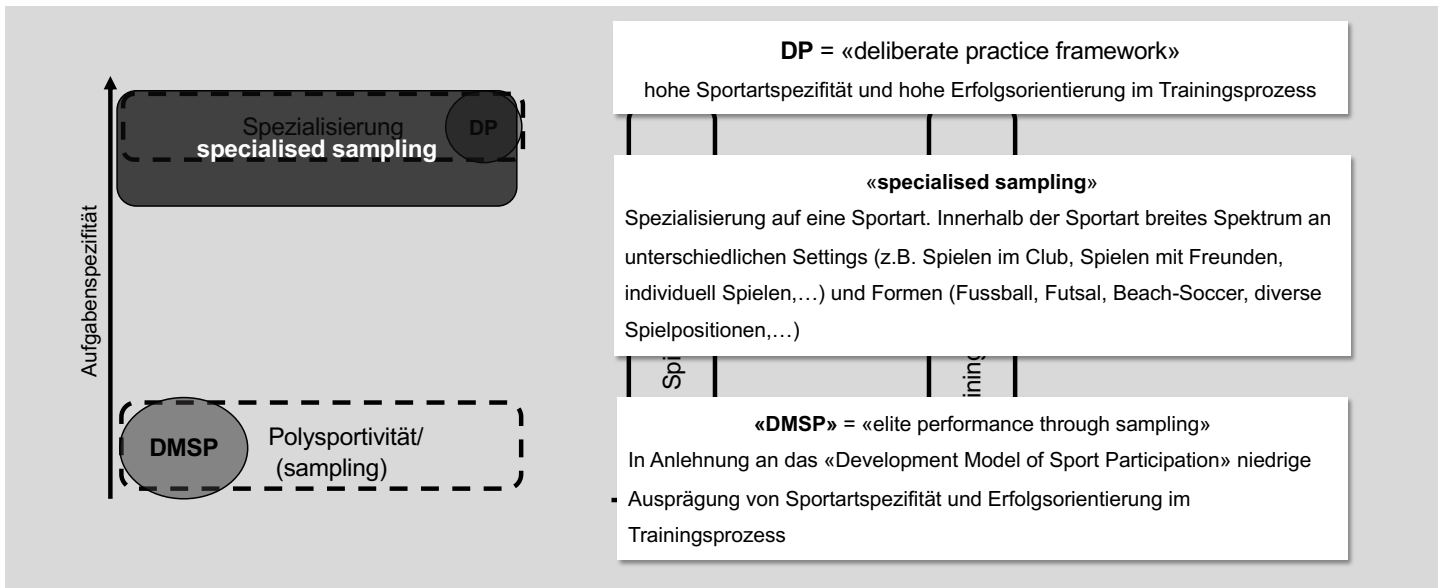 Aufgabenspezifität
Spezialisierung
specialised sampling
DP
DMSP
Polysportivität/
(sampling)
DP = «deliberate practice framework»
hohe Sportartspezifität und hohe Erfolgsorientierung im Trainingsprozess
«specialised sampling»
Spezialisierung auf eine Sportart. Innerhalb der Sportart breites Spektrum an
unterschiedlichen Settings (z.B. Spielen im Club, Spielen mit Freunden,
individuell Spielen,…) und Formen (Fussball, Futsal, Beach-Soccer, diverse
Spielpositionen,…)
«DMSP» = «elite performance through sampling»
In Anlehnung an das «Development Model of Sport Participation» niedrige
Ausprägung von Sportartspezifität und Erfolgsorientierung im
Trainingsprozess